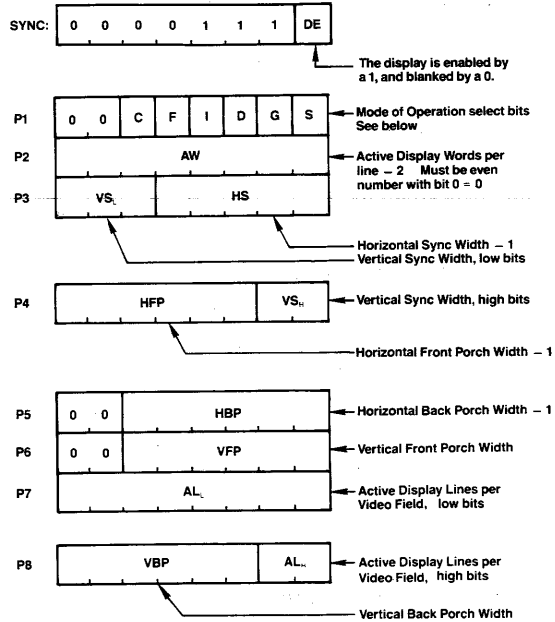 SYNC: 0 0 0 0 1 1 1 DE
The display is enabled by
a 1, and blanked by a 0.
P1 0 0 C F I D G S
Mode of Operation select bits
See below
P2 AW
Active Display Words per
line – 2 Must be even
number with bit 0 = 0
P3 VSL HS
Horizontal Sync Width – 1
Vertical Sync Width, low bits
P4 HFP VSH
Vertical Sync Width, high bits
Horizontal Front Porch Width – 1
P5 0 0 HBP
Horizontal Back Porch Width – 1
P6 0 0 VFP
Vertical Front Porch Width
P7 ALL
Active Display Lines per
Video Field, low bits
P8 VBP ALH
Active Display Lines per
Video Field, high bits
Vertical Back Porch Width